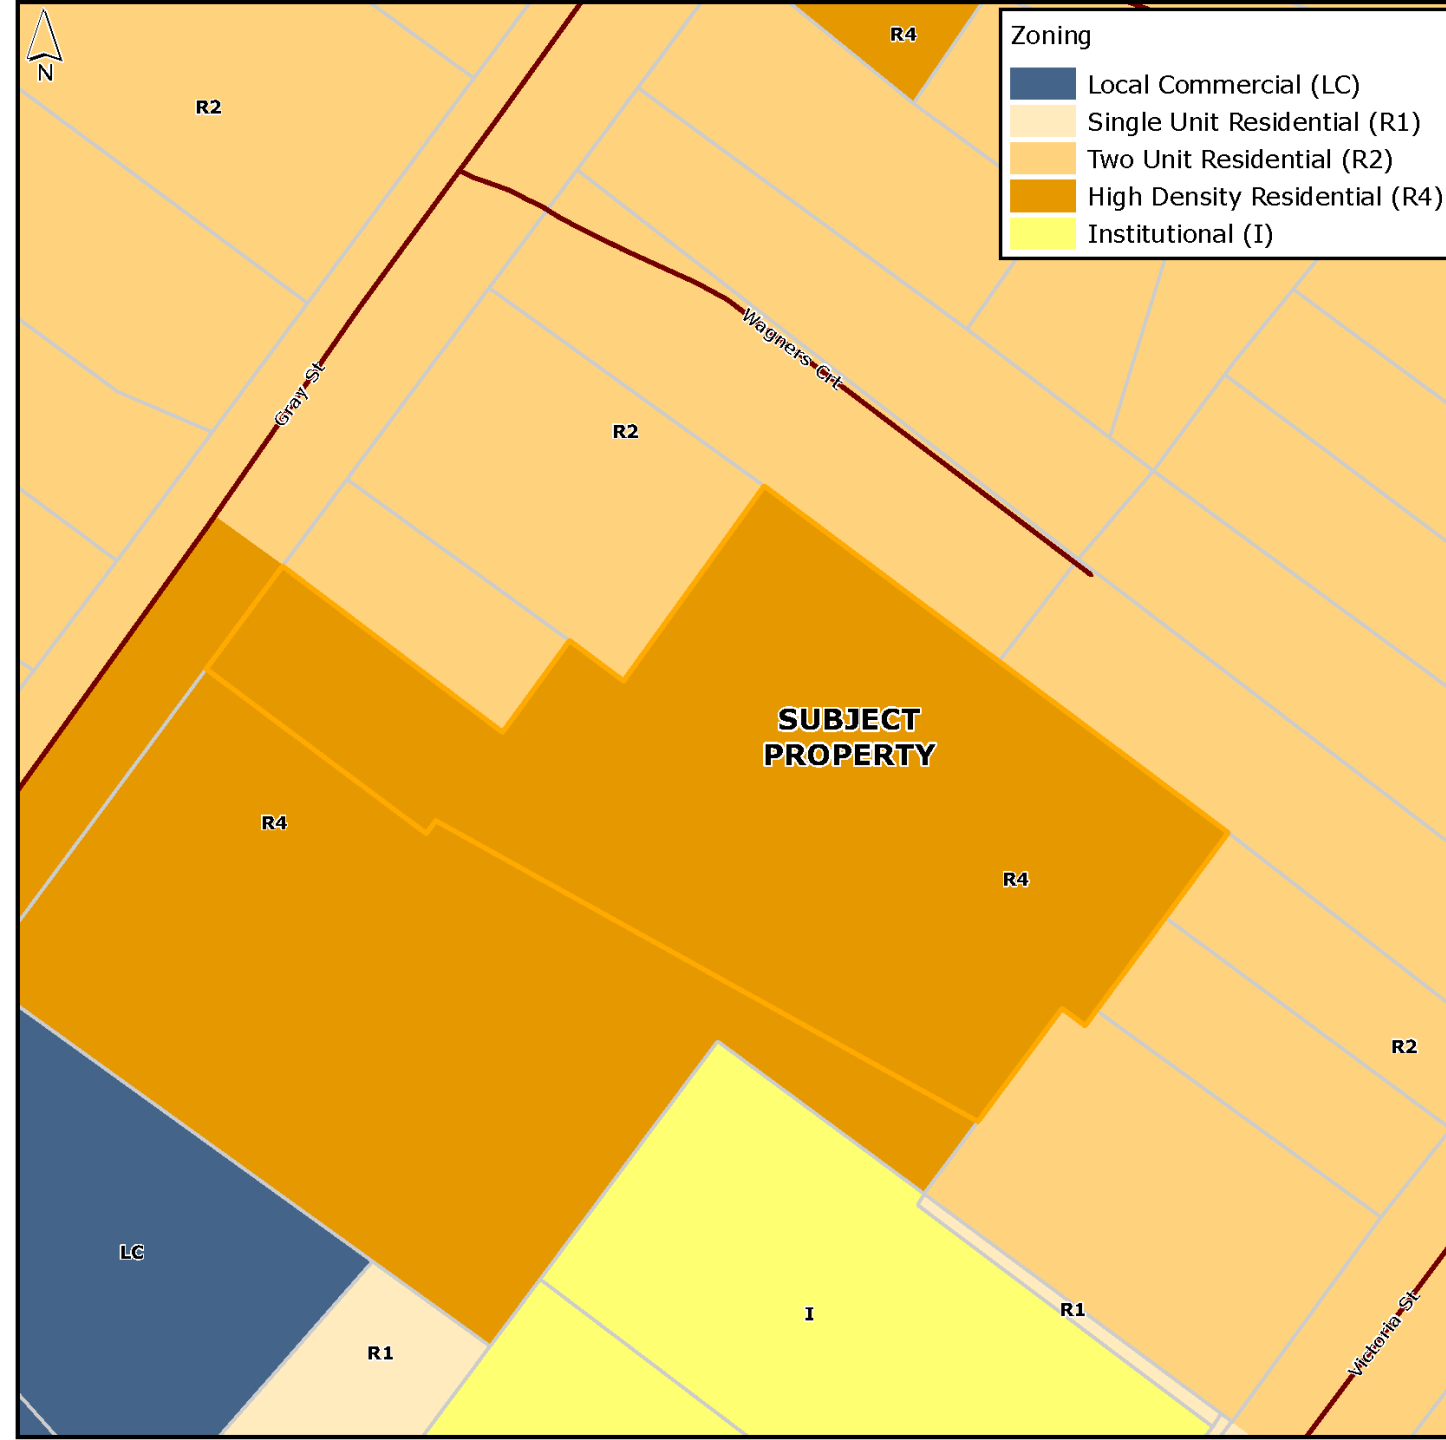 N
R2
R4
Zoning
Local Commercial (LC)
Single Unit Residential (R1)
Two Unit Residential (R2)
High Density Residential (R4)
Institutional (I)
Wagners Crt
Gray St
R2
SUBJECT
PROPERTY
R4
R4
R2
LC
R1
I
R1
Victoria St